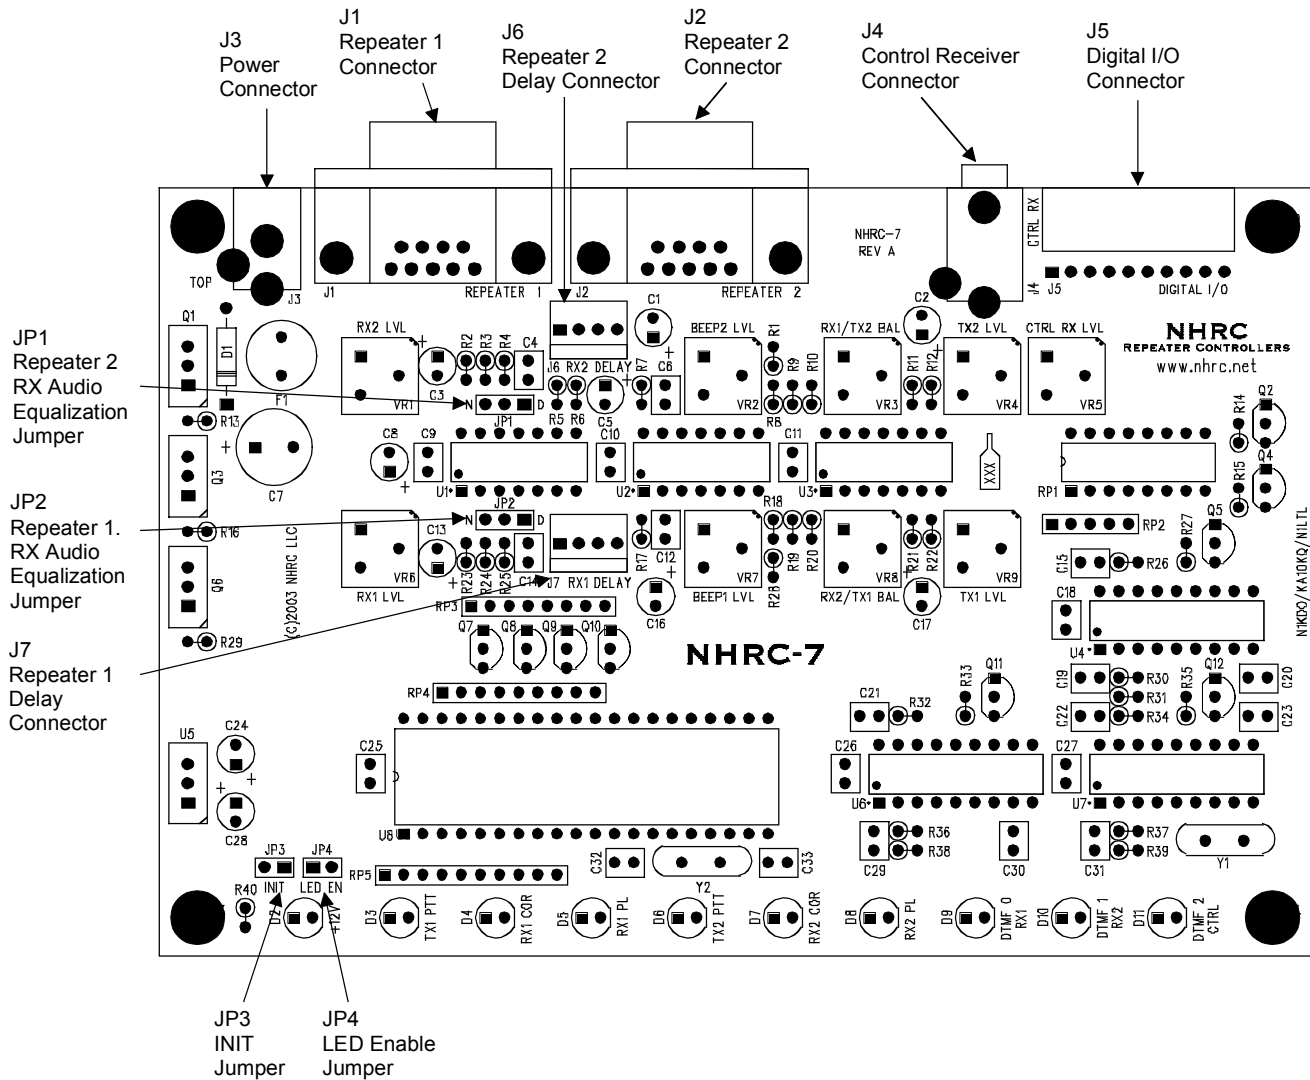 J3
Power
Connector
J1
Repeater 1
Connector
J6
Repeater 2
Delay Connector
J2
Repeater 2
Connector
J4
Control Receiver
Connector
J5
Digital I/O
Connector
JP1
Repeater 2
RX Audio
Equalization
Jumper
JP2
Repeater 1.
RX Audio
Equalization
Jumper
J7
Repeater 1
Delay
Connector
TOP
J3
J1
REPEATER 1
J2
REPEATER 2
NHRC-7
REV A
CTRL RX
J4
J5
DIGITAL I/O
NHRC
REPEATER CONTROLLERS
www.nhrc.net
Q1
D1
F1
R13
RX2 LVL
VR1
C3
R2
R3
R4
C4
N
D
JP1
J6 RX2 DELAY
R5
R6
C5
C1
R7
C6
BEEP2 LVL
VR2
R1
R8
R9
R10
RX1/TX2 BAL
VR3
C2
R11
R12
TX2 LVL
VR4
CTRL RX LVL
VR5
R14
Q2
Q3
C7
C8
C9
U1
C10
U2
C11
U3
XXX
RP1
R15
Q4
R16
(C)2003 NHRC LLC
VR6
RX1 LVL
C13
N
D
JP2
R23
R24
R25
C14
J7 RX1 DELAY
R17
C12
VR7
BEEP1 LVL
R18
R19
R20
R28
VR8
RX2/TX1 BAL
R21
R22
C17
VR9
TX1 LVL
RP2
C15
R26
R27
Q5
N1KDO/KA1OKQ/N1LTL
Q6
R29
RP3
C16
Q7
Q8
Q9
Q10
NHRC-7
C18
U4
RP4
C21
R32
R33
Q11
C19
R30
R31
C22
R34
R35
Q12
C20
C23
U5
C24
C28
C25
U8
C26
U6
C27
U7
JP3
INIT
JP4
LED EN
RP5
C32
Y2
C33
C29
R36
R38
C30
C31
R37
R39
Y1
R40
D2
+12V
D3
TX1 PTT
D4
RX1 COR
D5
RX1 PL
D6
TX2 PTT
D7
RX2 COR
D8
RX2 PL
D9
DTMF 0
RX1
D10
DTMF 1
RX2
D11
DTMF 2
CTRL
JP3
INIT
Jumper
JP4
LED Enable
Jumper